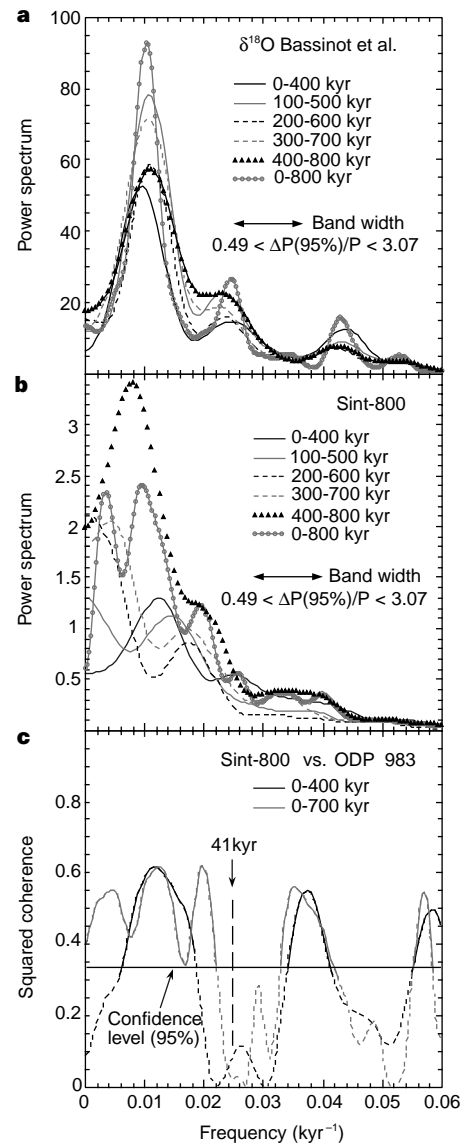 a
δ¹⁸O Bassinot et al.
0-400 kyr
100-500 kyr
200-600 kyr
300-700 kyr
400-800 kyr
0-800 kyr
Band width
0.49 < ΔP(95%)/P < 3.07
Power spectrum
100
80
60
40
20
b
Sint-800
0-400 kyr
100-500 kyr
200-600 kyr
300-700 kyr
400-800 kyr
0-800 kyr
Band width
0.49 < ΔP(95%)/P < 3.07
Power spectrum
3
2.5
2
1.5
1
0.5
c
Sint-800 vs. ODP 983
0-400 kyr
0-700 kyr
41kyr
Confidence
level (95%)
Squared coherence
0.8
0.6
0.4
0.2
0
0 0.01 0.02 0.03 0.04 0.05 0.06
Frequency (kyr⁻¹)